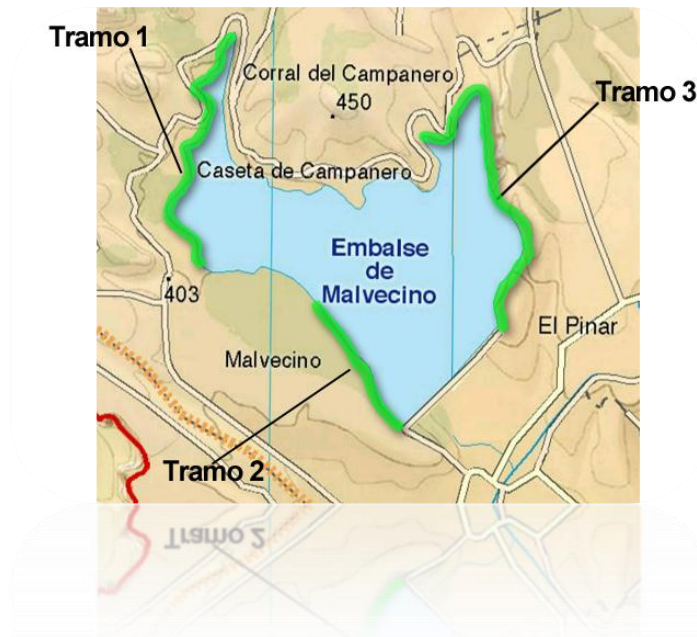 Tramo 1
Corral del Campanero
450
Tramo 3
Caseta de Campanero
Embalse
de
Malvecino
403
El Pinar
Malvecino
Tramo 2